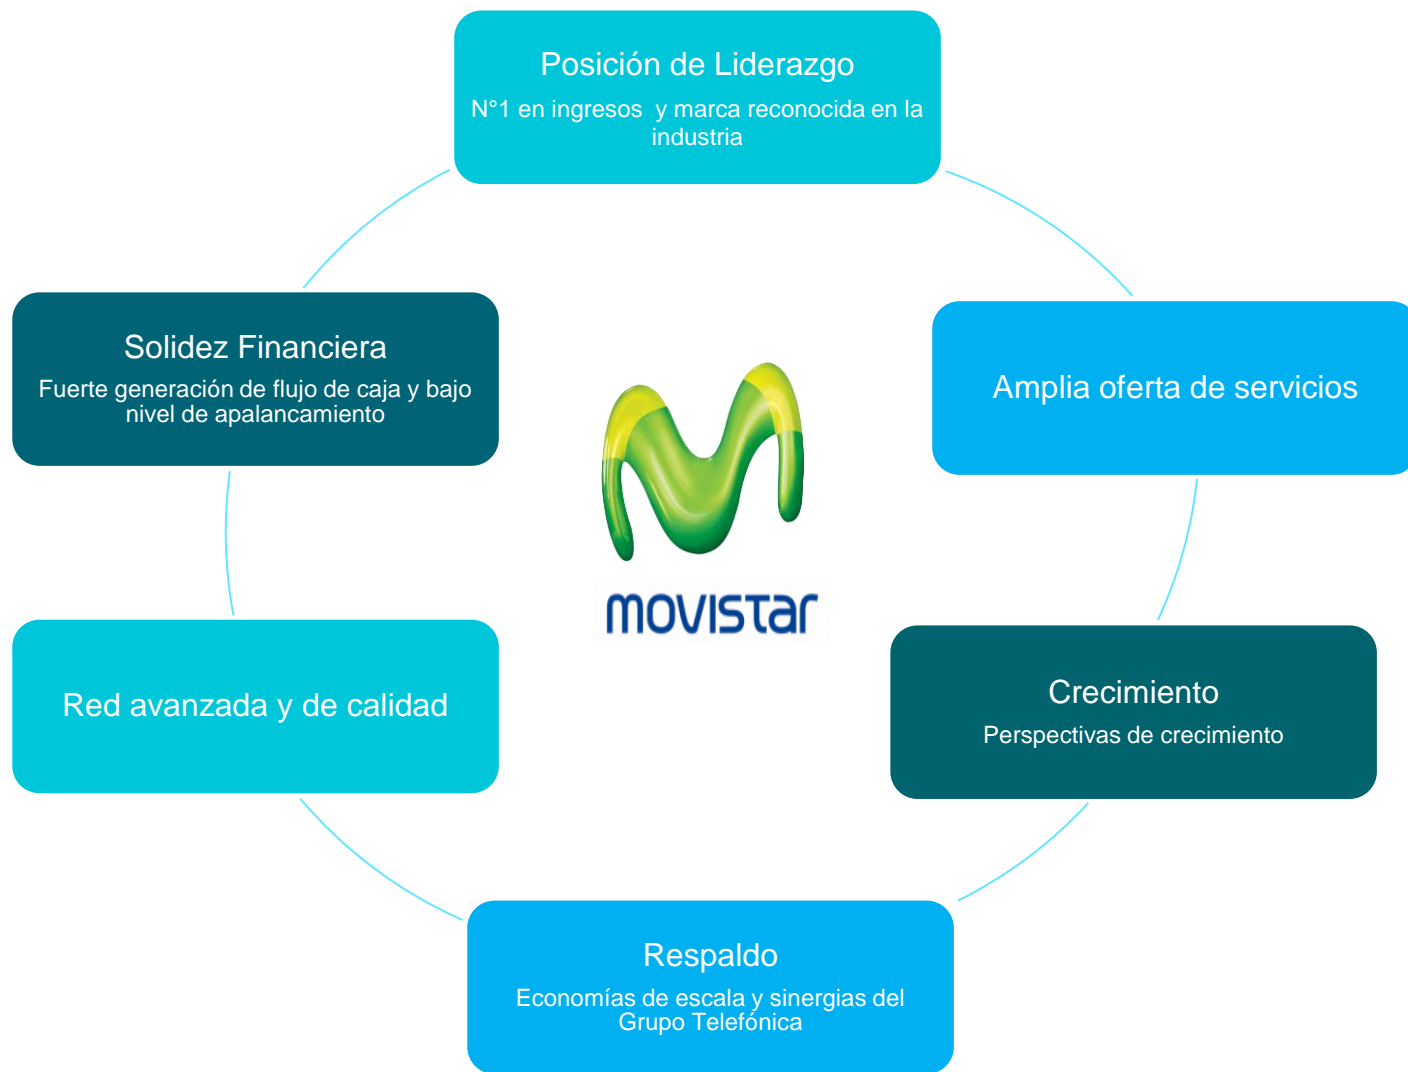 Posición de Liderazgo
N°1 en ingresos y marca reconocida en la
industria
Solidez Financiera
Fuerte generación de flujo de caja y bajo
nivel de apalancamiento
Amplia oferta de servicios
movistar
Red avanzada y de calidad
Crecimiento
Perspectivas de crecimiento
Respaldo
Economías de escala y sinergias del
Grupo Telefónica